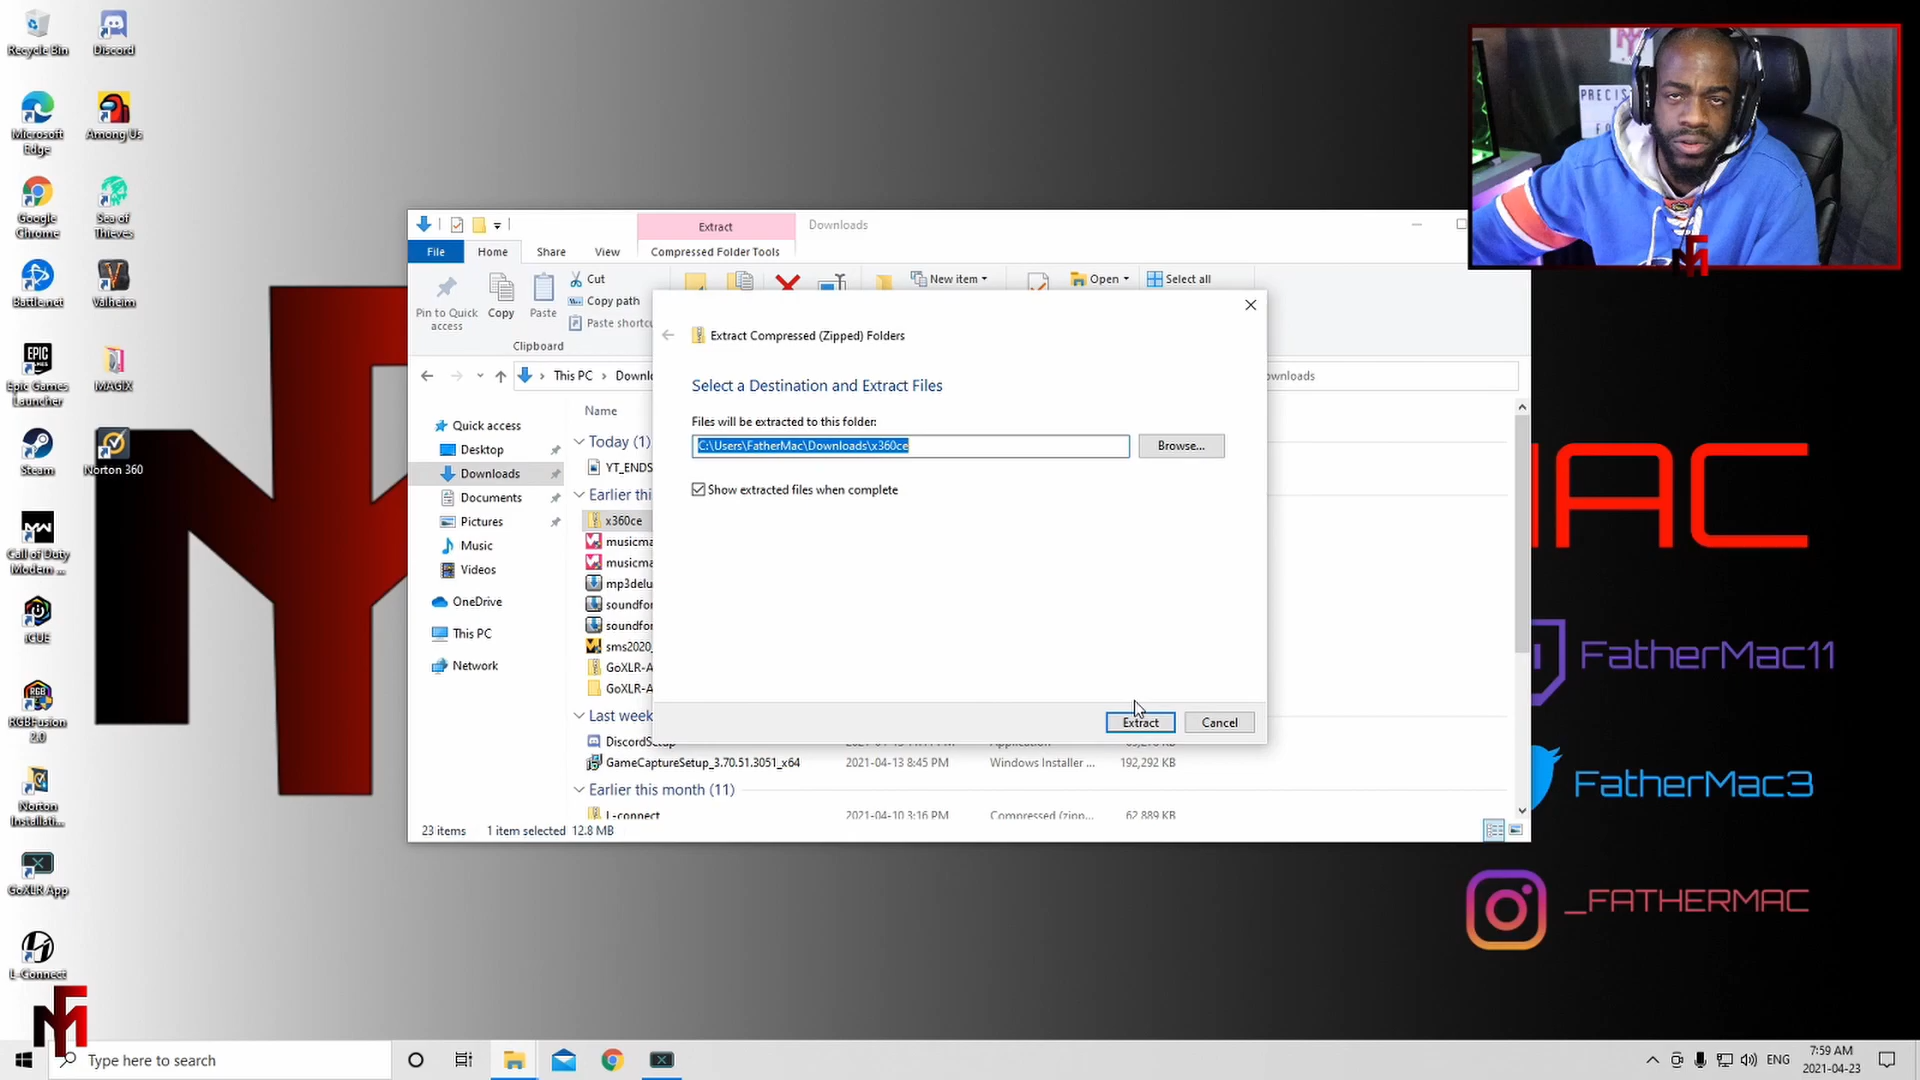 Recycle Bin
Discord
Microsoft Edge
Among Us
Google Chrome
Sea of Thieves
Battle.net
Valheim
EPIC GAMES
Epic Games Launcher
MAGIX
Steam
Norton 360
Call of Duty Modern ...
iCUE
RGB
RGBFusion 2.0
Norton Installati...
GoXLR App
L-Connect
Extract
Downloads
File
Home
Share
View
Compressed Folder Tools
Pin to Quick access
Copy
Paste
Cut
Copy path
Paste shortcu
Clipboard
New item
Open
Select all
This PC
Downl
ownloads
Extract Compressed (Zipped) Folders
Select a Destination and Extract Files
Files will be extracted to this folder:
C:\Users\FatherMac\Downloads\x360ce
Browse...
Show extracted files when complete
Extract
Cancel
Quick access
Desktop
Downloads
Documents
Pictures
Music
Videos
OneDrive
This PC
Network
Name
Today (1)
YT_ENDS
Earlier thi
x360ce
musicma
musicma
mp3delu
soundfor
soundfor
sms2020_
GoXLR-A
GoXLR-A
Last week
DiscordSetup
GameCaptureSetup_3.70.51.3051_x64
2021-04-13 8:45 PM
Windows Installer ...
192,292 KB
Earlier this month (11)
L-connect
2021-04-10 3:16 PM
Compressed (zipp...
62,889 KB
23 items
1 item selected
12.8 MB
PRECIS
AC
FatherMac11
FatherMac3
_FATHERMAC
Type here to search
ENG
7:59 AM
2021-04-23